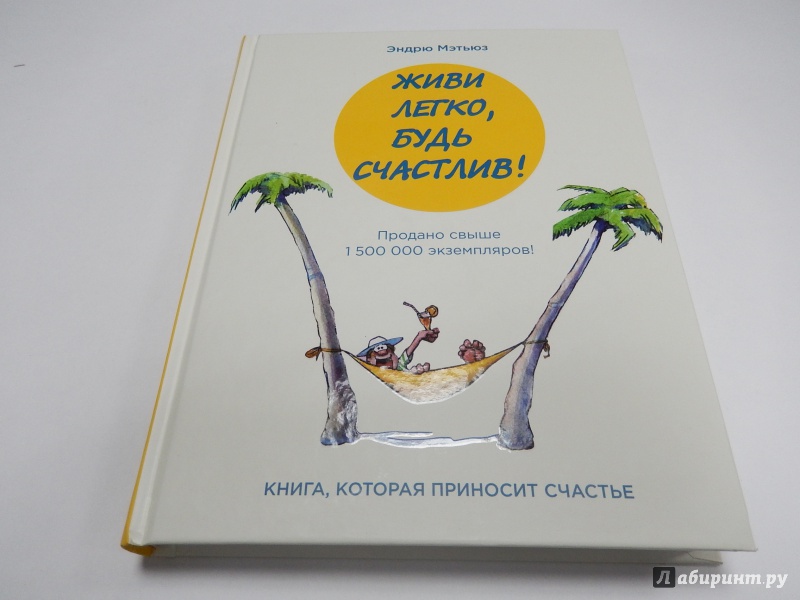 Эндрю Мэтьюз
ЖИВИ
ЛЕГКО,
БУДЬ
СЧАСТЛИВ!
Продано свыше
1 500 000 экземпляров!
КНИГА, КОТОРАЯ ПРИНОСИТ СЧАСТЬЕ
Лабиринт.ру